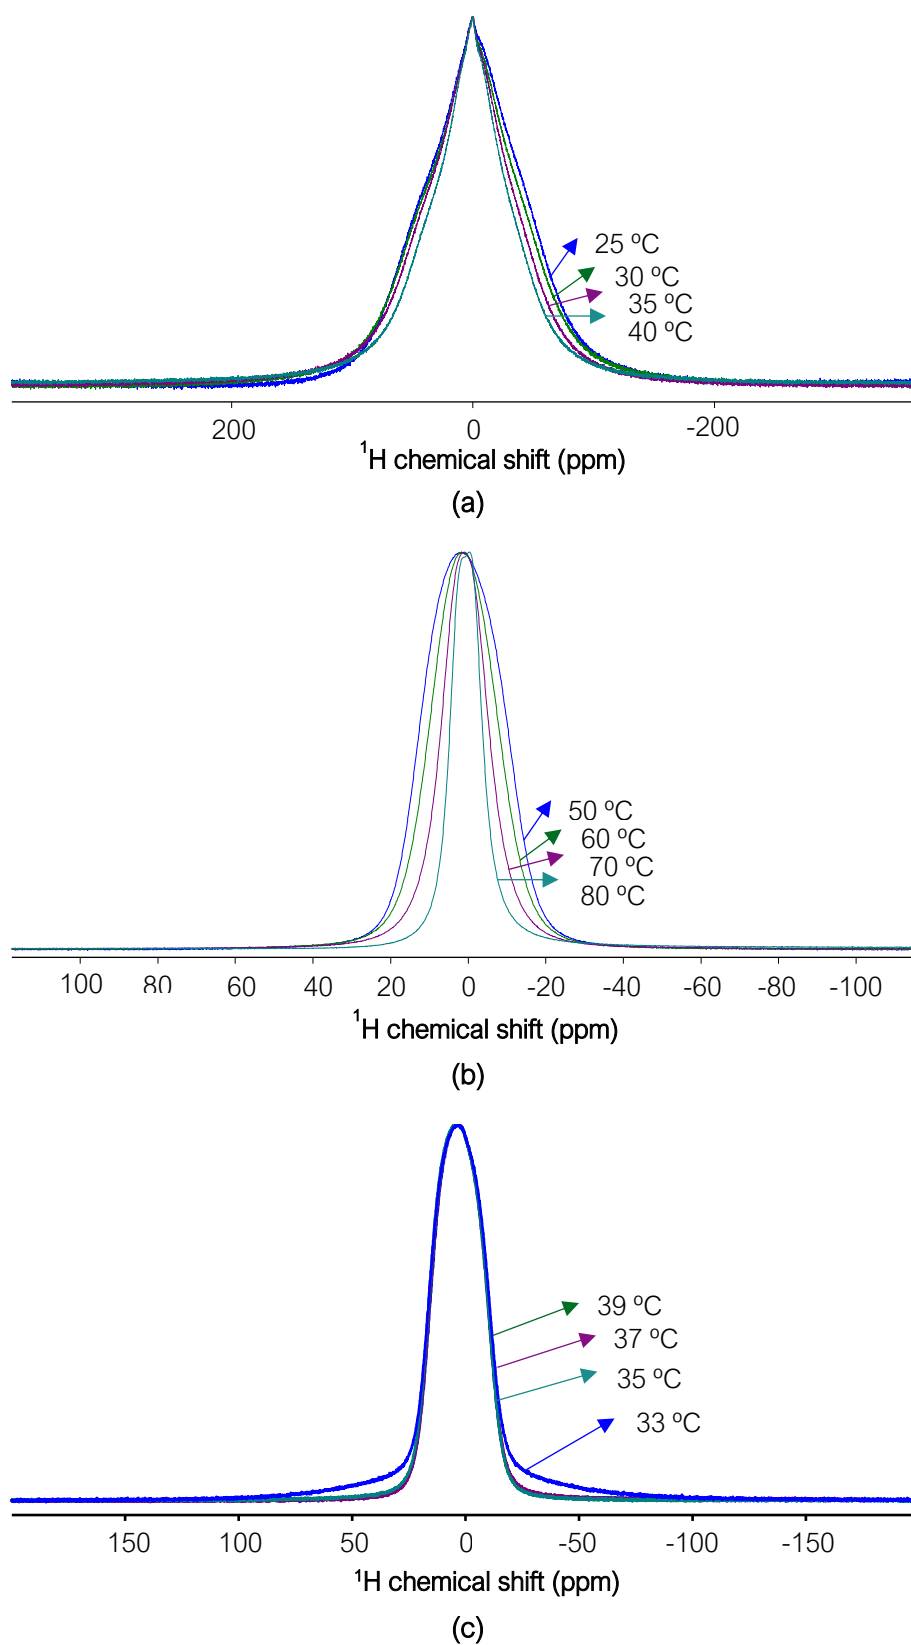 25 ºC
30 ºC
35 ºC
40 ºC
200 0 -200
¹H chemical shift (ppm)
(a)
50 ºC
60 ºC
70 ºC
80 ºC
100 80 60 40 20 0 -20 -40 -60 -80 -100
¹H chemical shift (ppm)
(b)
39 ºC
37 ºC
35 ºC
33 ºC
150 100 50 0 -50 -100 -150
¹H chemical shift (ppm)
(c)